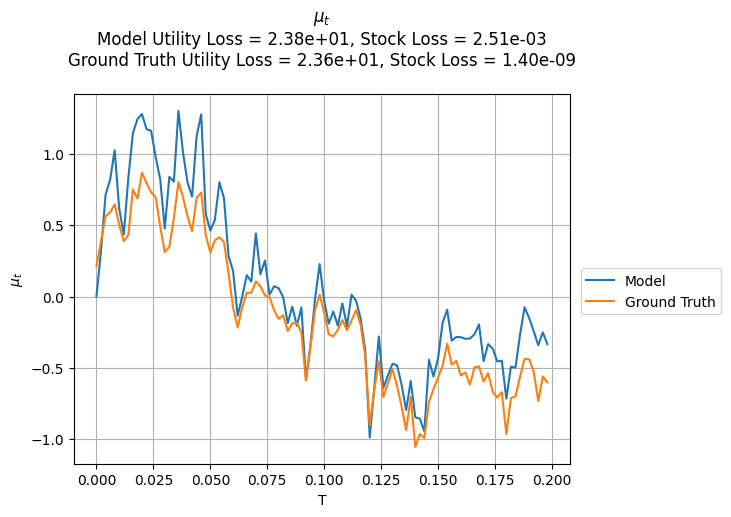 μ_t
Model Utility Loss = 2.38e+01, Stock Loss = 2.51e-03
Ground Truth Utility Loss = 2.36e+01, Stock Loss = 1.40e-09
1.0
0.5
0.0
−0.5
−1.0
μ_t
0.000 0.025 0.050 0.075 0.100 0.125 0.150 0.175 0.200
T
Model
Ground Truth